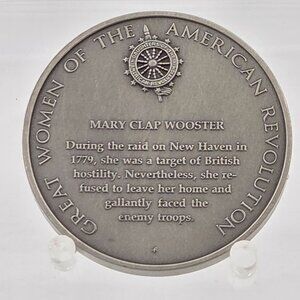 GREAT WOMEN OF THE AMERICAN REVOLUTION
MARY CLAP WOOSTER
During the raid on New Haven in
1779, she was a target of British
hostility. Nevertheless, she re-
fused to leave her home and
gallantly faced the
enemy troops.